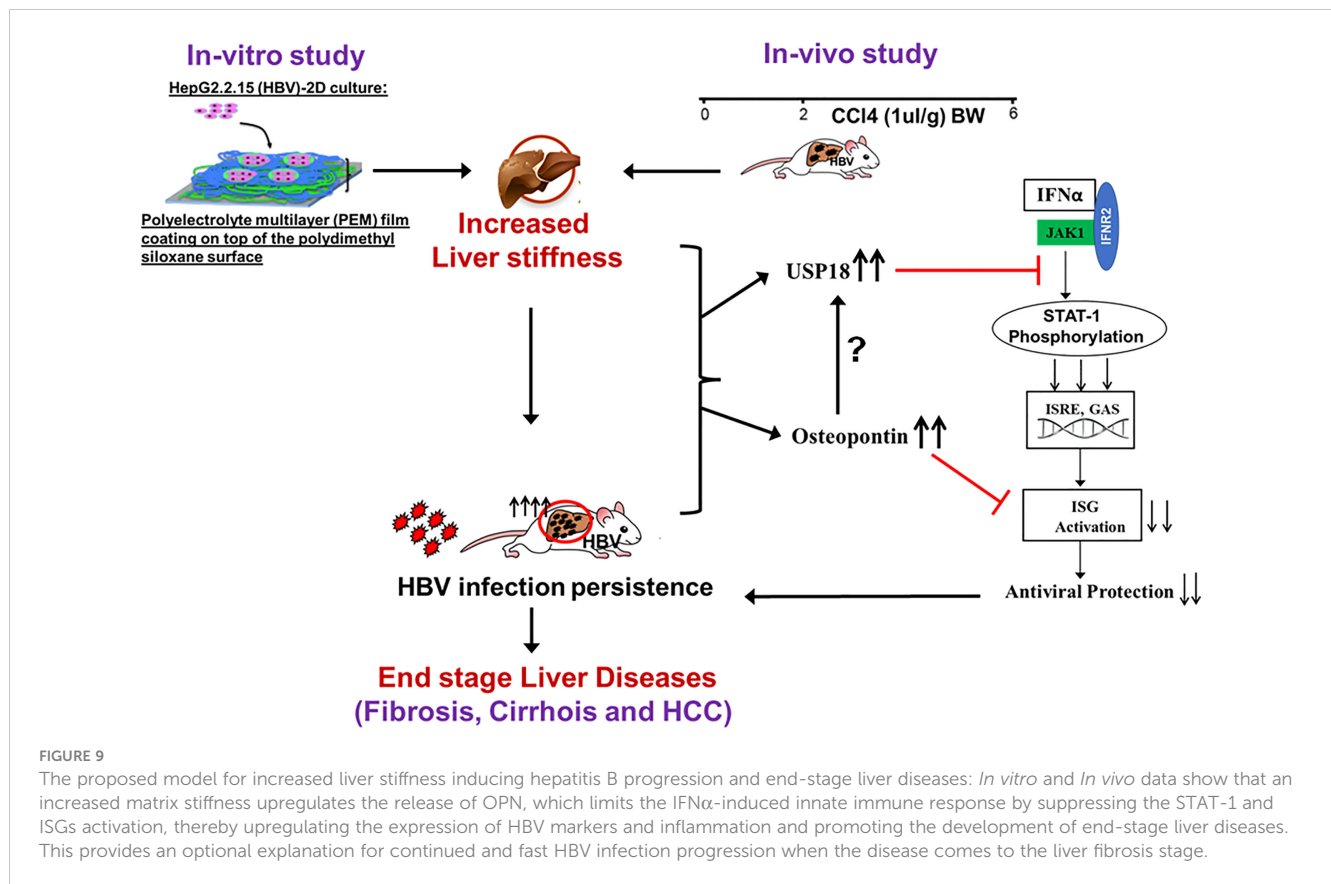 In-vitro study
HepG2.2.15 (HBV)-2D culture:
Polyelectrolyte multilayer (PEM) film
coating on top of the polydimethyl
siloxane surface
In-vivo study
0 2 6
CCl4 (1ul/g) BW
HBV
Increased
Liver stiffness
IFNα
JAK1
IFNR2
USP18
STAT-1
Phosphorylation
?
ISRE, GAS
Osteopontin
ISG
Activation
HBV
HBV infection persistence
Antiviral Protection
End stage Liver Diseases
(Fibrosis, Cirrhois and HCC)
FIGURE 9
The proposed model for increased liver stiffness inducing hepatitis B progression and end-stage liver diseases: In vitro and In vivo data show that an
increased matrix stiffness upregulates the release of OPN, which limits the IFNα-induced innate immune response by suppressing the STAT-1 and
ISGs activation, thereby upregulating the expression of HBV markers and inflammation and promoting the development of end-stage liver diseases.
This provides an optional explanation for continued and fast HBV infection progression when the disease comes to the liver fibrosis stage.